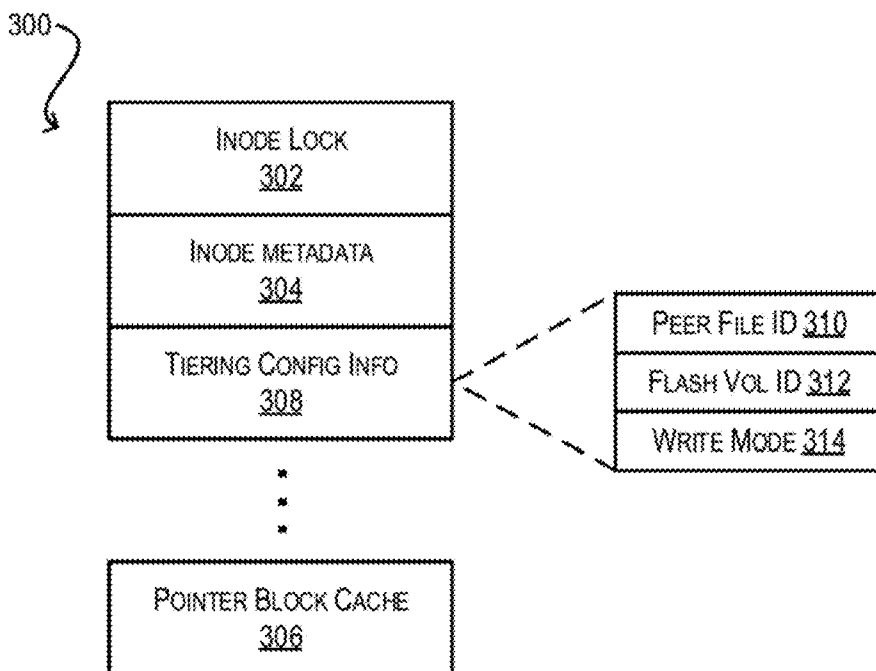 300
INODE LOCK
302
INODE METADATA
304
TIERING CONFIG INFO
308
PEER FILE ID 310
FLASH VOL ID 312
WRITE MODE 314
POINTER BLOCK CACHE
306